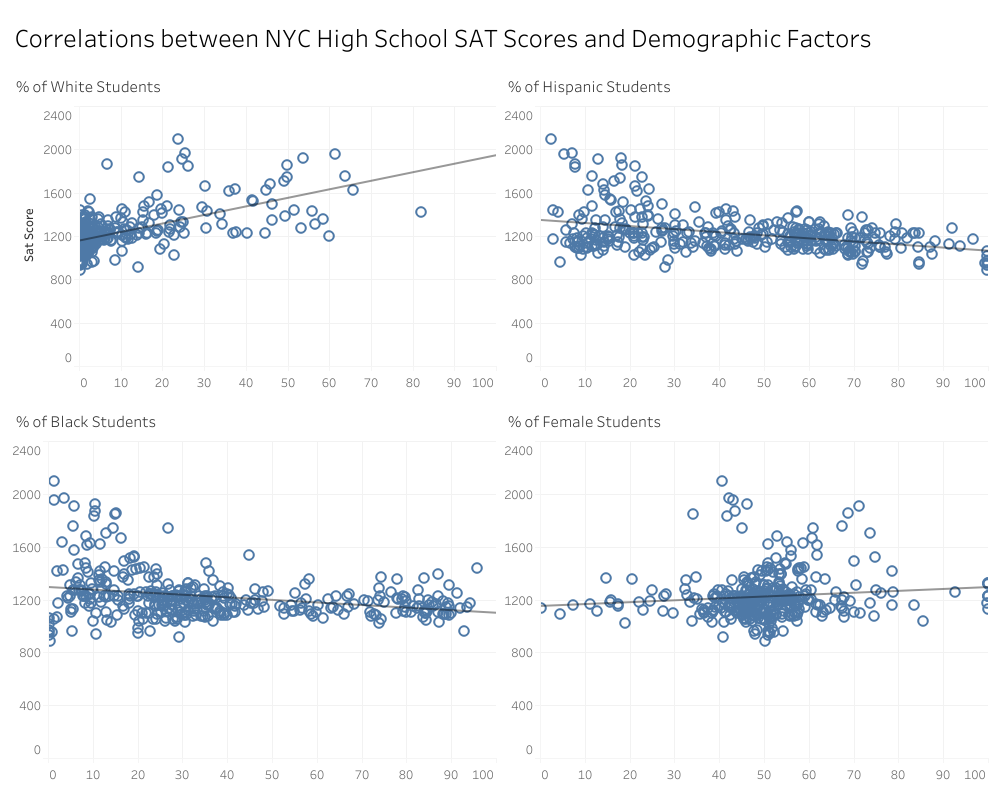 Correlations between NYC High School SAT Scores and Demographic Factors
% of White Students
% of Hispanic Students
2400
2000
1600
1200
800
400
0
Sat Score
0 10 20 30 40 50 60 70 80 90 100
2400
2000
1600
1200
800
400
0
0 10 20 30 40 50 60 70 80 90 100
% of Black Students
% of Female Students
2400
2000
1600
1200
800
400
0
0 10 20 30 40 50 60 70 80 90 100
2400
2000
1600
1200
800
400
0
0 10 20 30 40 50 60 70 80 90 100